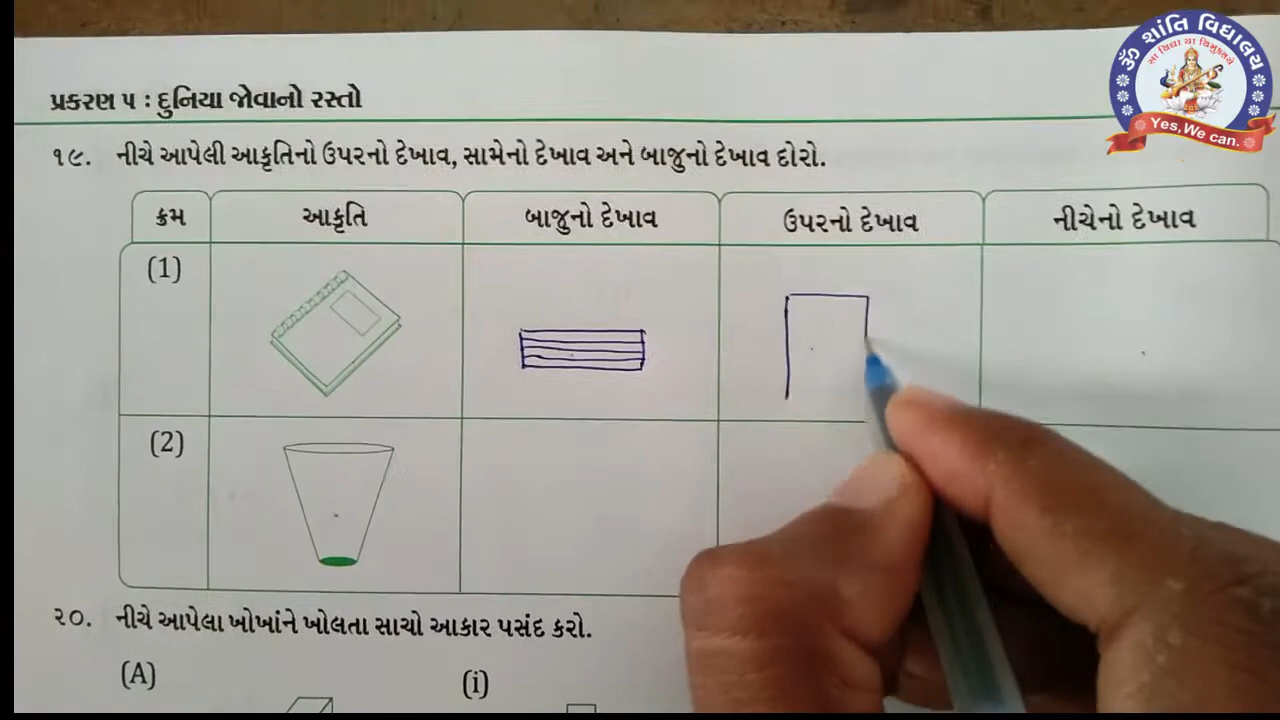 ૐ શાંતિ વિદ્યાલય
સા વિદ્યા યા વિમુક્તયે
Yes, We can.
પ્રકરણ ૫ : દુનિયા જોવાનો રસ્તો
૧૯. નીચે આપેલી આકૃતિનો ઉપરનો દેખાવ, સામેનો દેખાવ અને બાજુનો દેખાવ દોરો.
ક્રમ આકૃતિ બાજુનો દેખાવ ઉપરનો દેખાવ નીચેનો દેખાવ
(1)
(2)
૨૦. નીચે આપેલા ખોખાંને ખોલતા સાચો આકાર પસંદ કરો.
(A) (i)